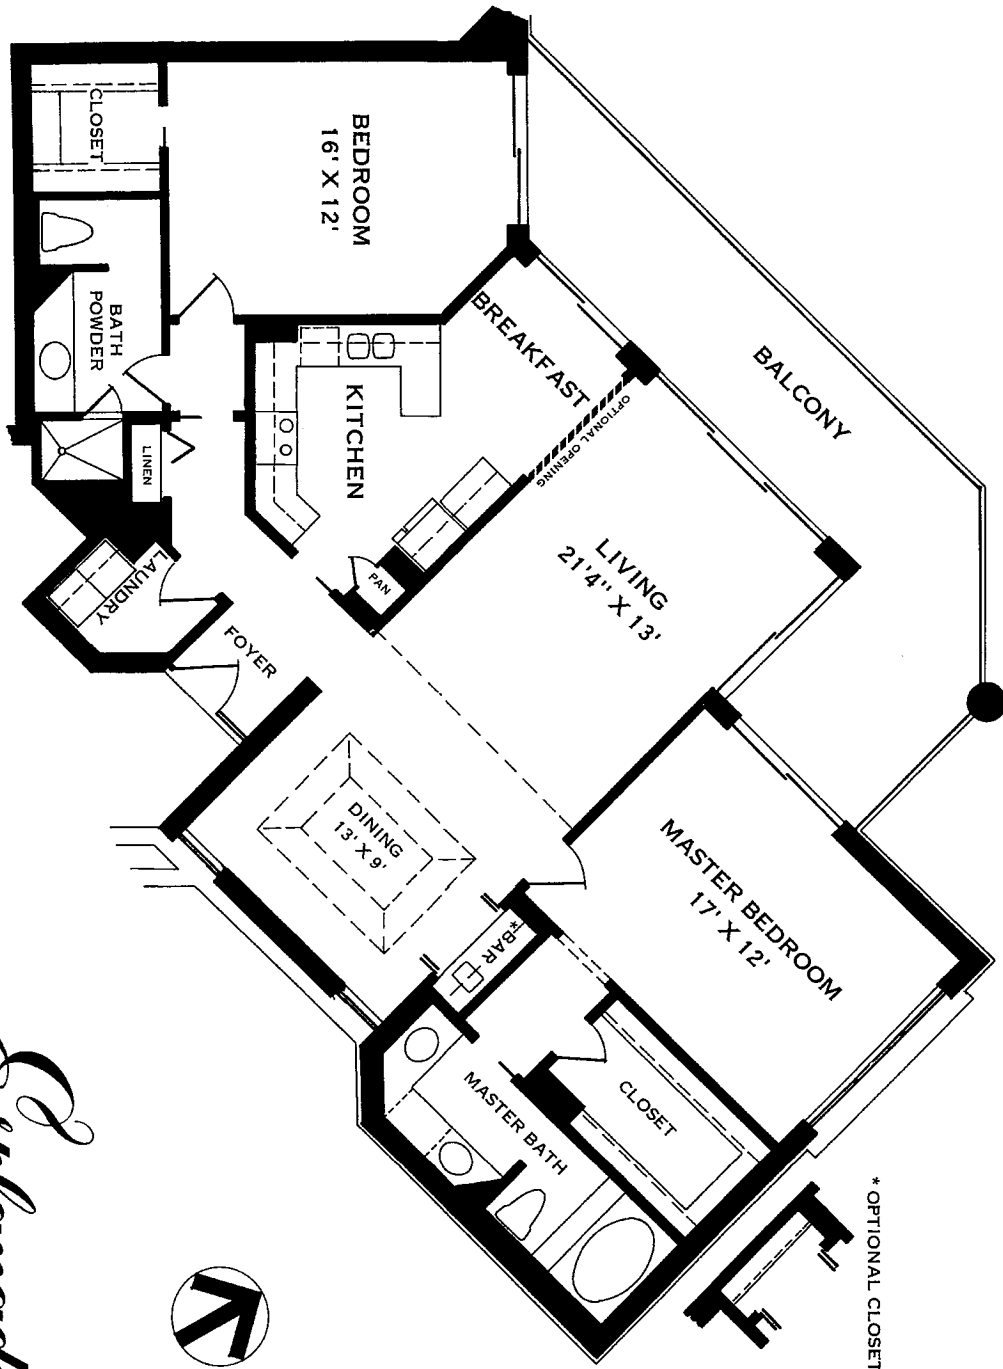 BALCONY
BEDROOM
16' X 12'
CLOSET
BATH
POWDER
BREAKFAST
OPTIONAL OPENING
KITCHEN
LINEN
LAUNDRY
PAN
FOYER
LIVING
21'4" X 13'
DINING
13' X 9'
MASTER BEDROOM
17' X 12'
*BAR
CLOSET
MASTER BATH
* OPTIONAL CLOSET